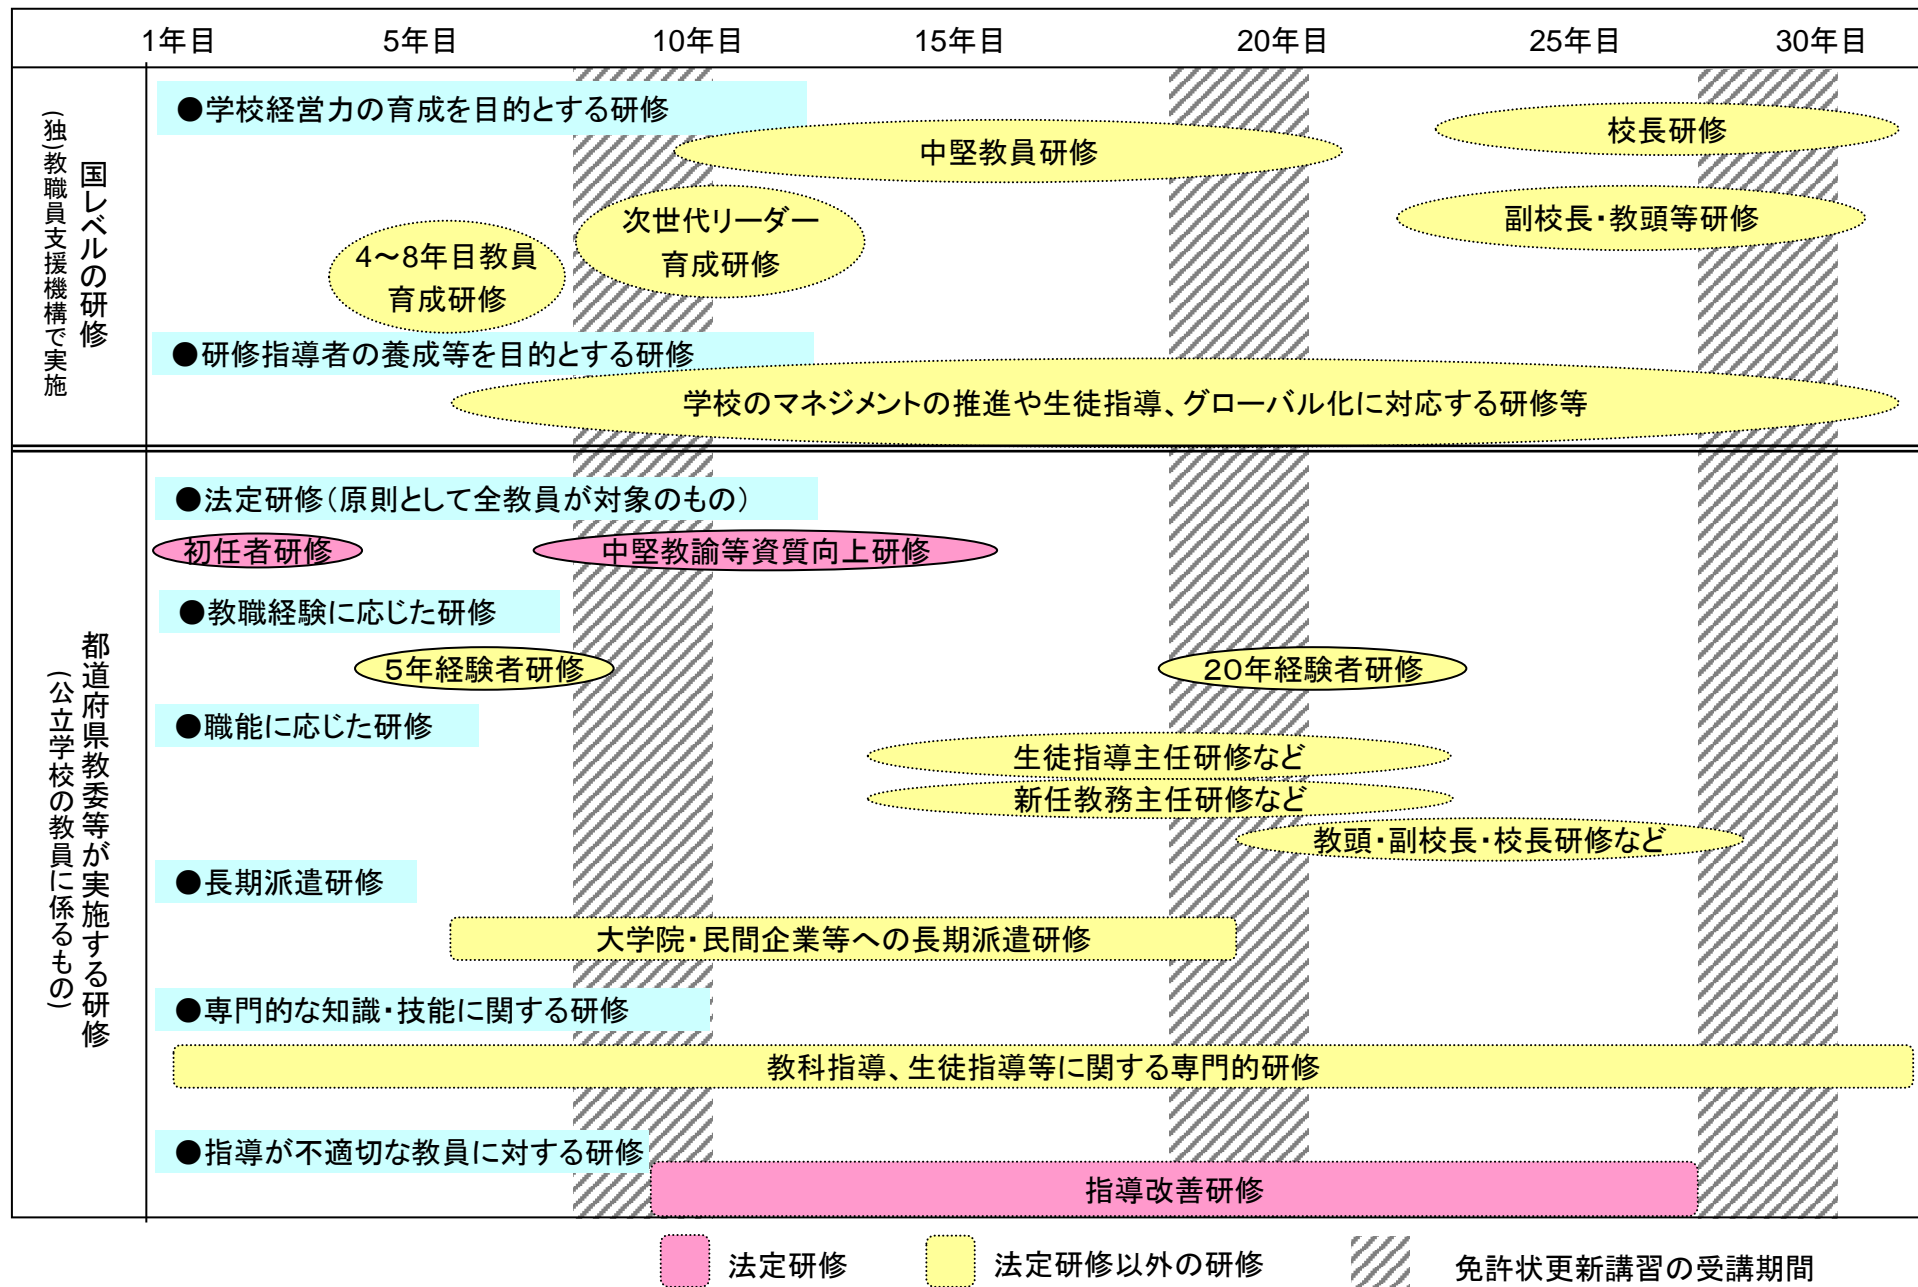 1年目 5年目 10年目 15年目 20年目 25年目 30年目
国レベルの研修
(独)教職員支援機構で実施
●学校経営力の育成を目的とする研修
校長研修
中堅教員研修
次世代リーダー
育成研修
副校長・教頭等研修
4～8年目教員
育成研修
●研修指導者の養成等を目的とする研修
学校のマネジメントの推進や生徒指導、グローバル化に対応する研修等
都道府県教委等が実施する研修
(公立学校の教員に係るもの)
●法定研修(原則として全教員が対象のもの)
初任者研修 中堅教諭等資質向上研修
●教職経験に応じた研修
5年経験者研修 20年経験者研修
●職能に応じた研修
生徒指導主任研修など
新任教務主任研修など
教頭・副校長・校長研修など
●長期派遣研修
大学院・民間企業等への長期派遣研修
●専門的な知識・技能に関する研修
教科指導、生徒指導等に関する専門的研修
●指導が不適切な教員に対する研修
指導改善研修
法定研修 法定研修以外の研修 免許状更新講習の受講期間